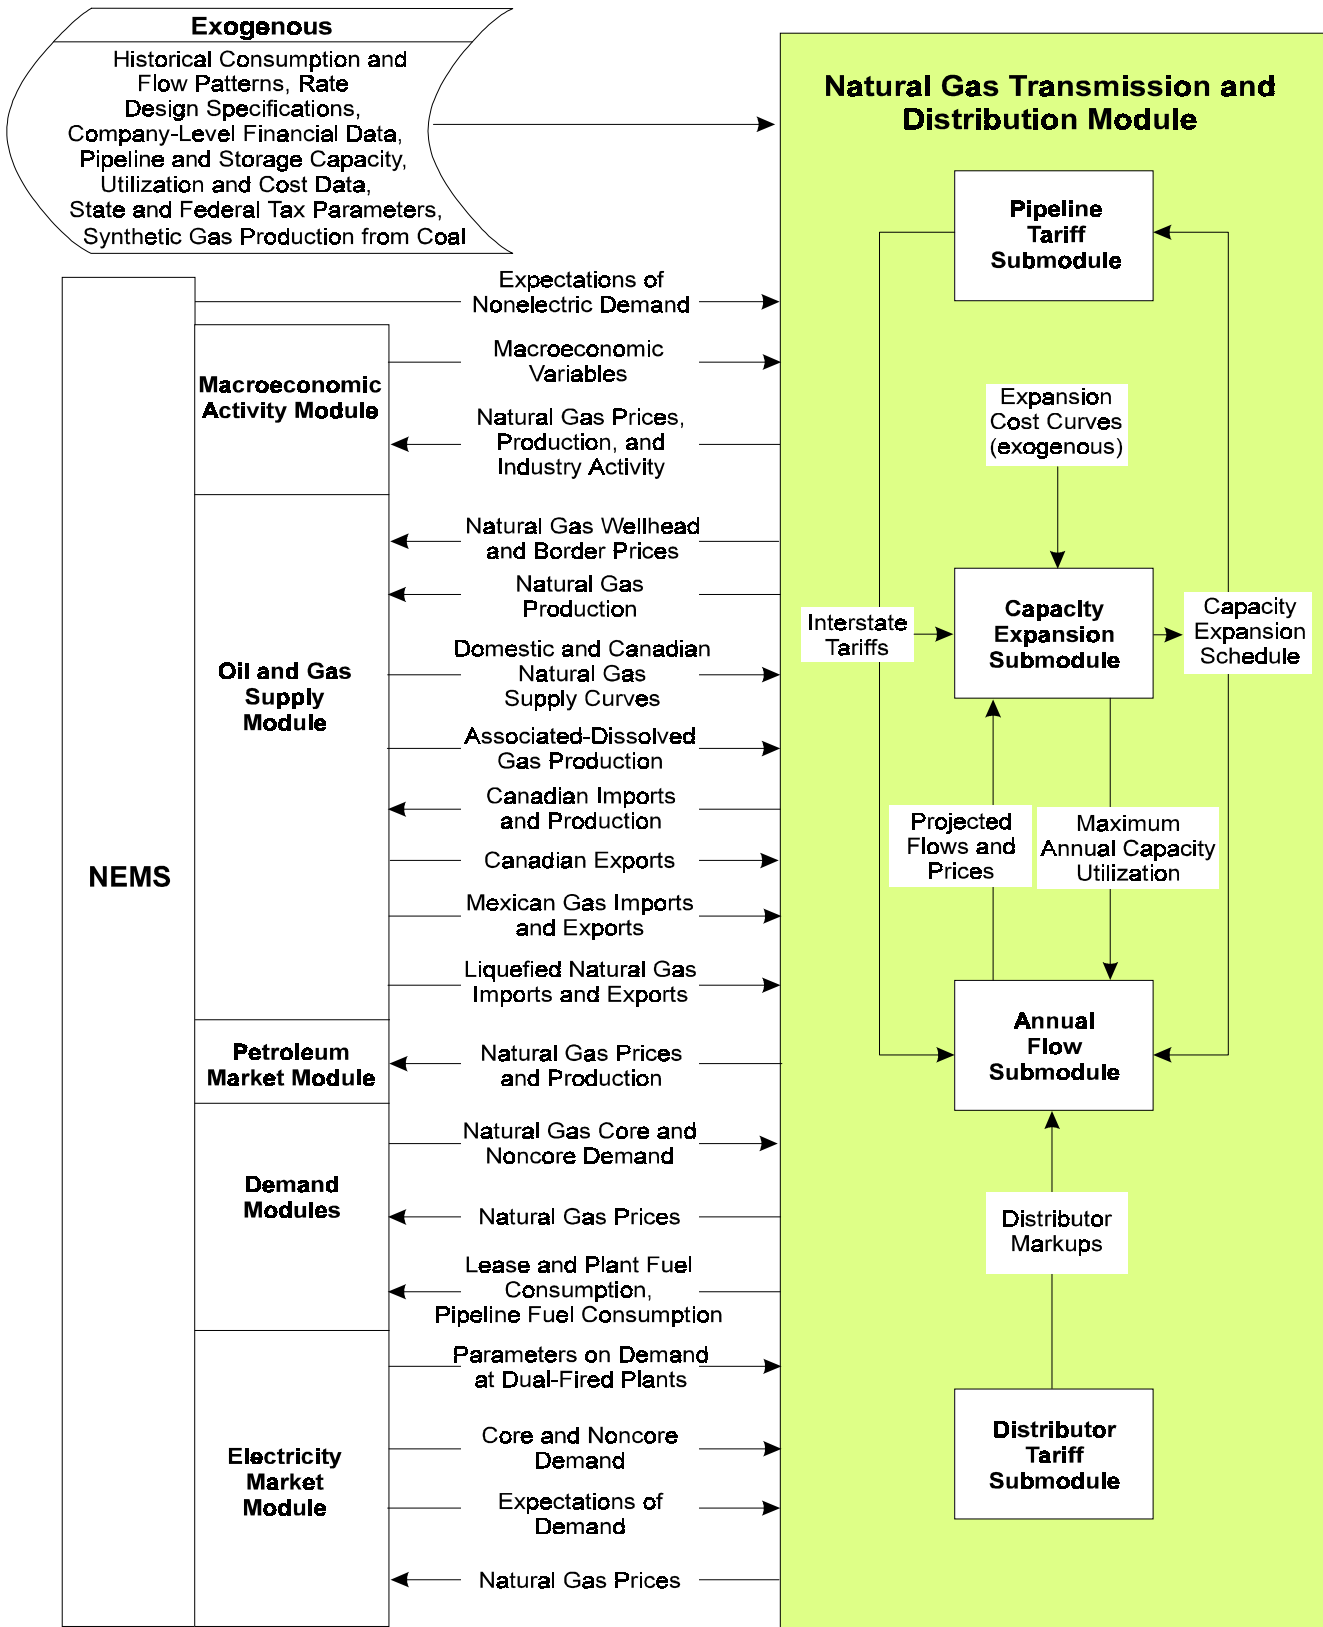 Exogenous
Historical Consumption and
Flow Patterns, Rate
Design Specifications,
Company-Level Financial Data,
Pipeline and Storage Capacity,
Utilization and Cost Data,
State and Federal Tax Parameters,
Synthetic Gas Production from Coal
NEMS
Macroeconomic
Activity Module
Oil and Gas
Supply
Module
Petroleum
Market Module
Demand
Modules
Electricity
Market
Module
Expectations of
Nonelectric Demand
Macroeconomic
Variables
Natural Gas Prices,
Production, and
Industry Activity
Natural Gas Wellhead
and Border Prices
Natural Gas
Production
Domestic and Canadian
Natural Gas
Supply Curves
Associated-Dissolved
Gas Production
Canadian Imports
and Production
Canadian Exports
Mexican Gas Imports
and Exports
Liquefied Natural Gas
Imports and Exports
Natural Gas Prices
and Production
Natural Gas Core and
Noncore Demand
Natural Gas Prices
Lease and Plant Fuel
Consumption,
Pipeline Fuel Consumption
Parameters on Demand
at Dual-Fired Plants
Core and Noncore
Demand
Expectations of
Demand
Natural Gas Prices
Natural Gas Transmission and
Distribution Module
Pipeline
Tariff
Submodule
Expansion
Cost Curves
(exogenous)
Interstate
Tariffs
Capacity
Expansion
Submodule
Capacity
Expansion
Schedule
Projected
Flows and
Prices
Maximum
Annual Capacity
Utilization
Annual
Flow
Submodule
Distributor
Markups
Distributor
Tariff
Submodule